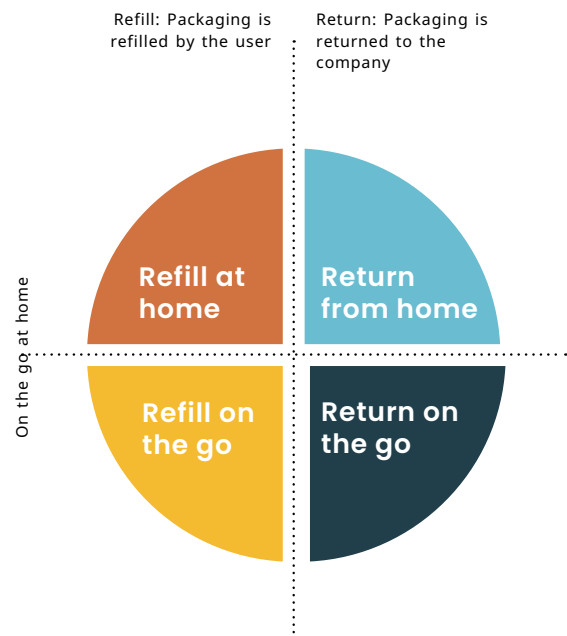 Refill: Packaging is
refilled by the user
Return: Packaging is
returned to the
company
Refill at
home
Return
from home
On the go at home
Refill on
the go
Return on
the go